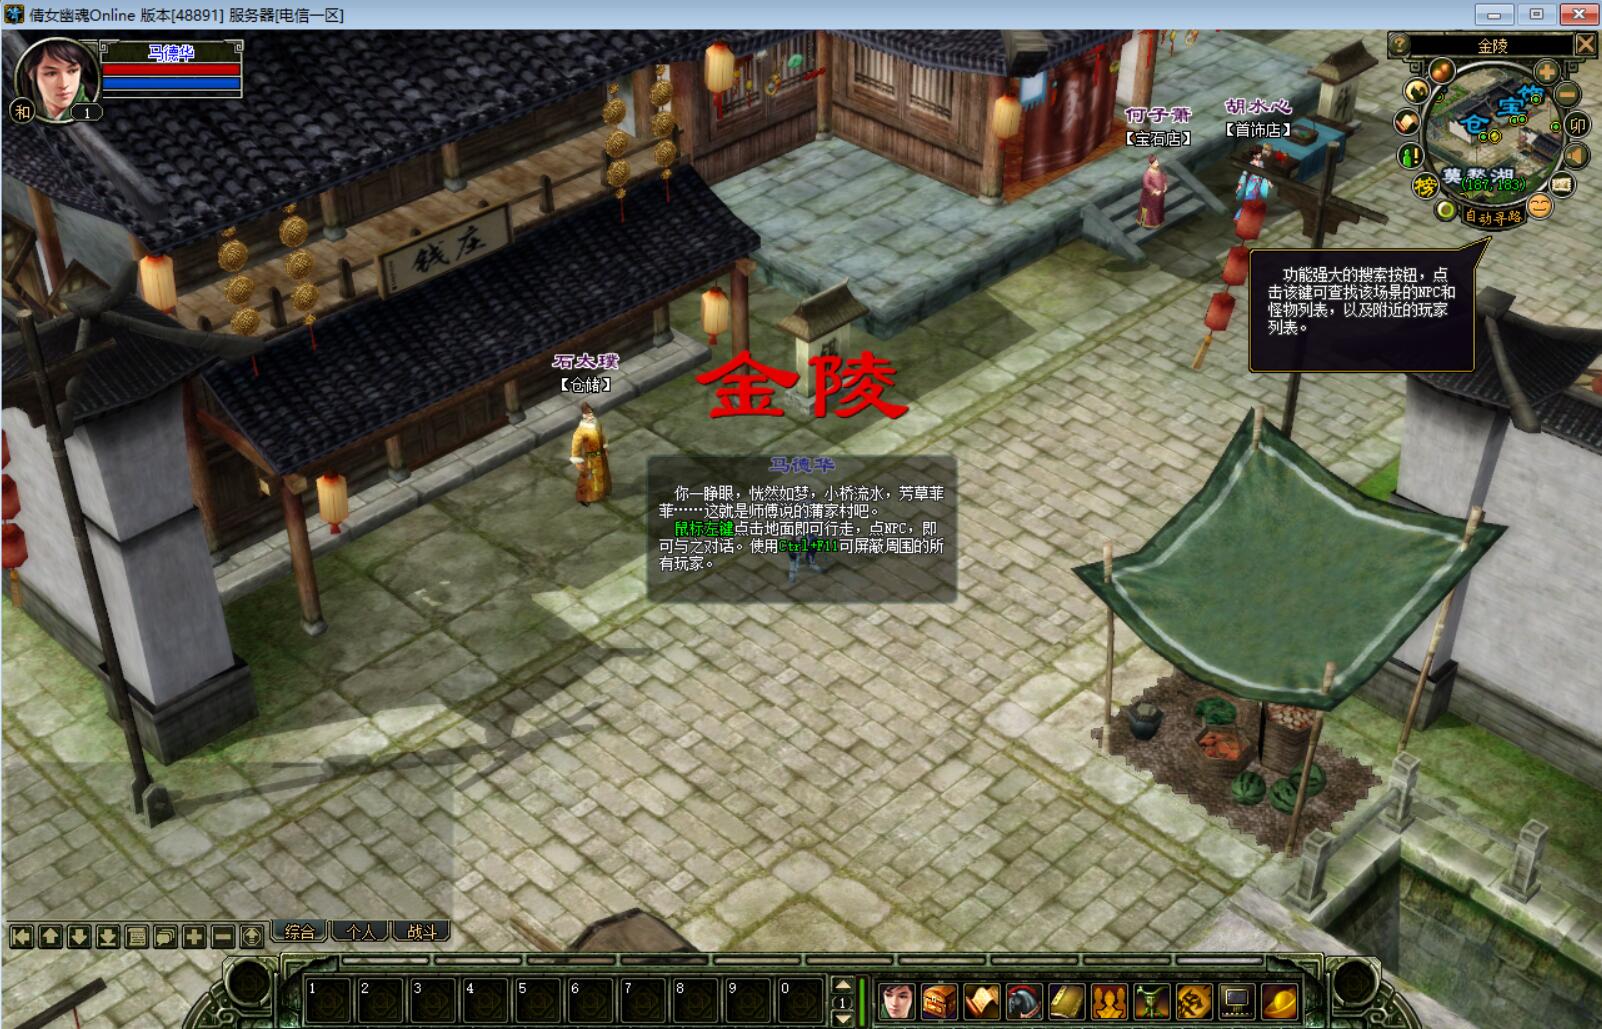 倩女幽魂Online 版本[48891] 服务器[电信一区]
马德华
和
1
金陵
何子萧
【宝石店】
胡水心
【首饰店】
饰
宝
仓
卯
榜
莫愁湖
(187,183)
自动寻路
功能强大的搜索按钮，点
击该键可查找该场景的NPC和
怪物列表，以及附近的玩家
列表。
钱庄
石太璞
【仓储】
金陵
马德华
你一睁眼，恍然如梦，小桥流水，芳草菲
菲……这就是师傅说的蒲家村吧。
鼠标左键点击地面即可行走，点NPC，即
可与之对话。使用Ctrl+F11可屏蔽周围的所
有玩家。
综合 个人 战斗
1 2 3 4 5 6 7 8 9 0 1